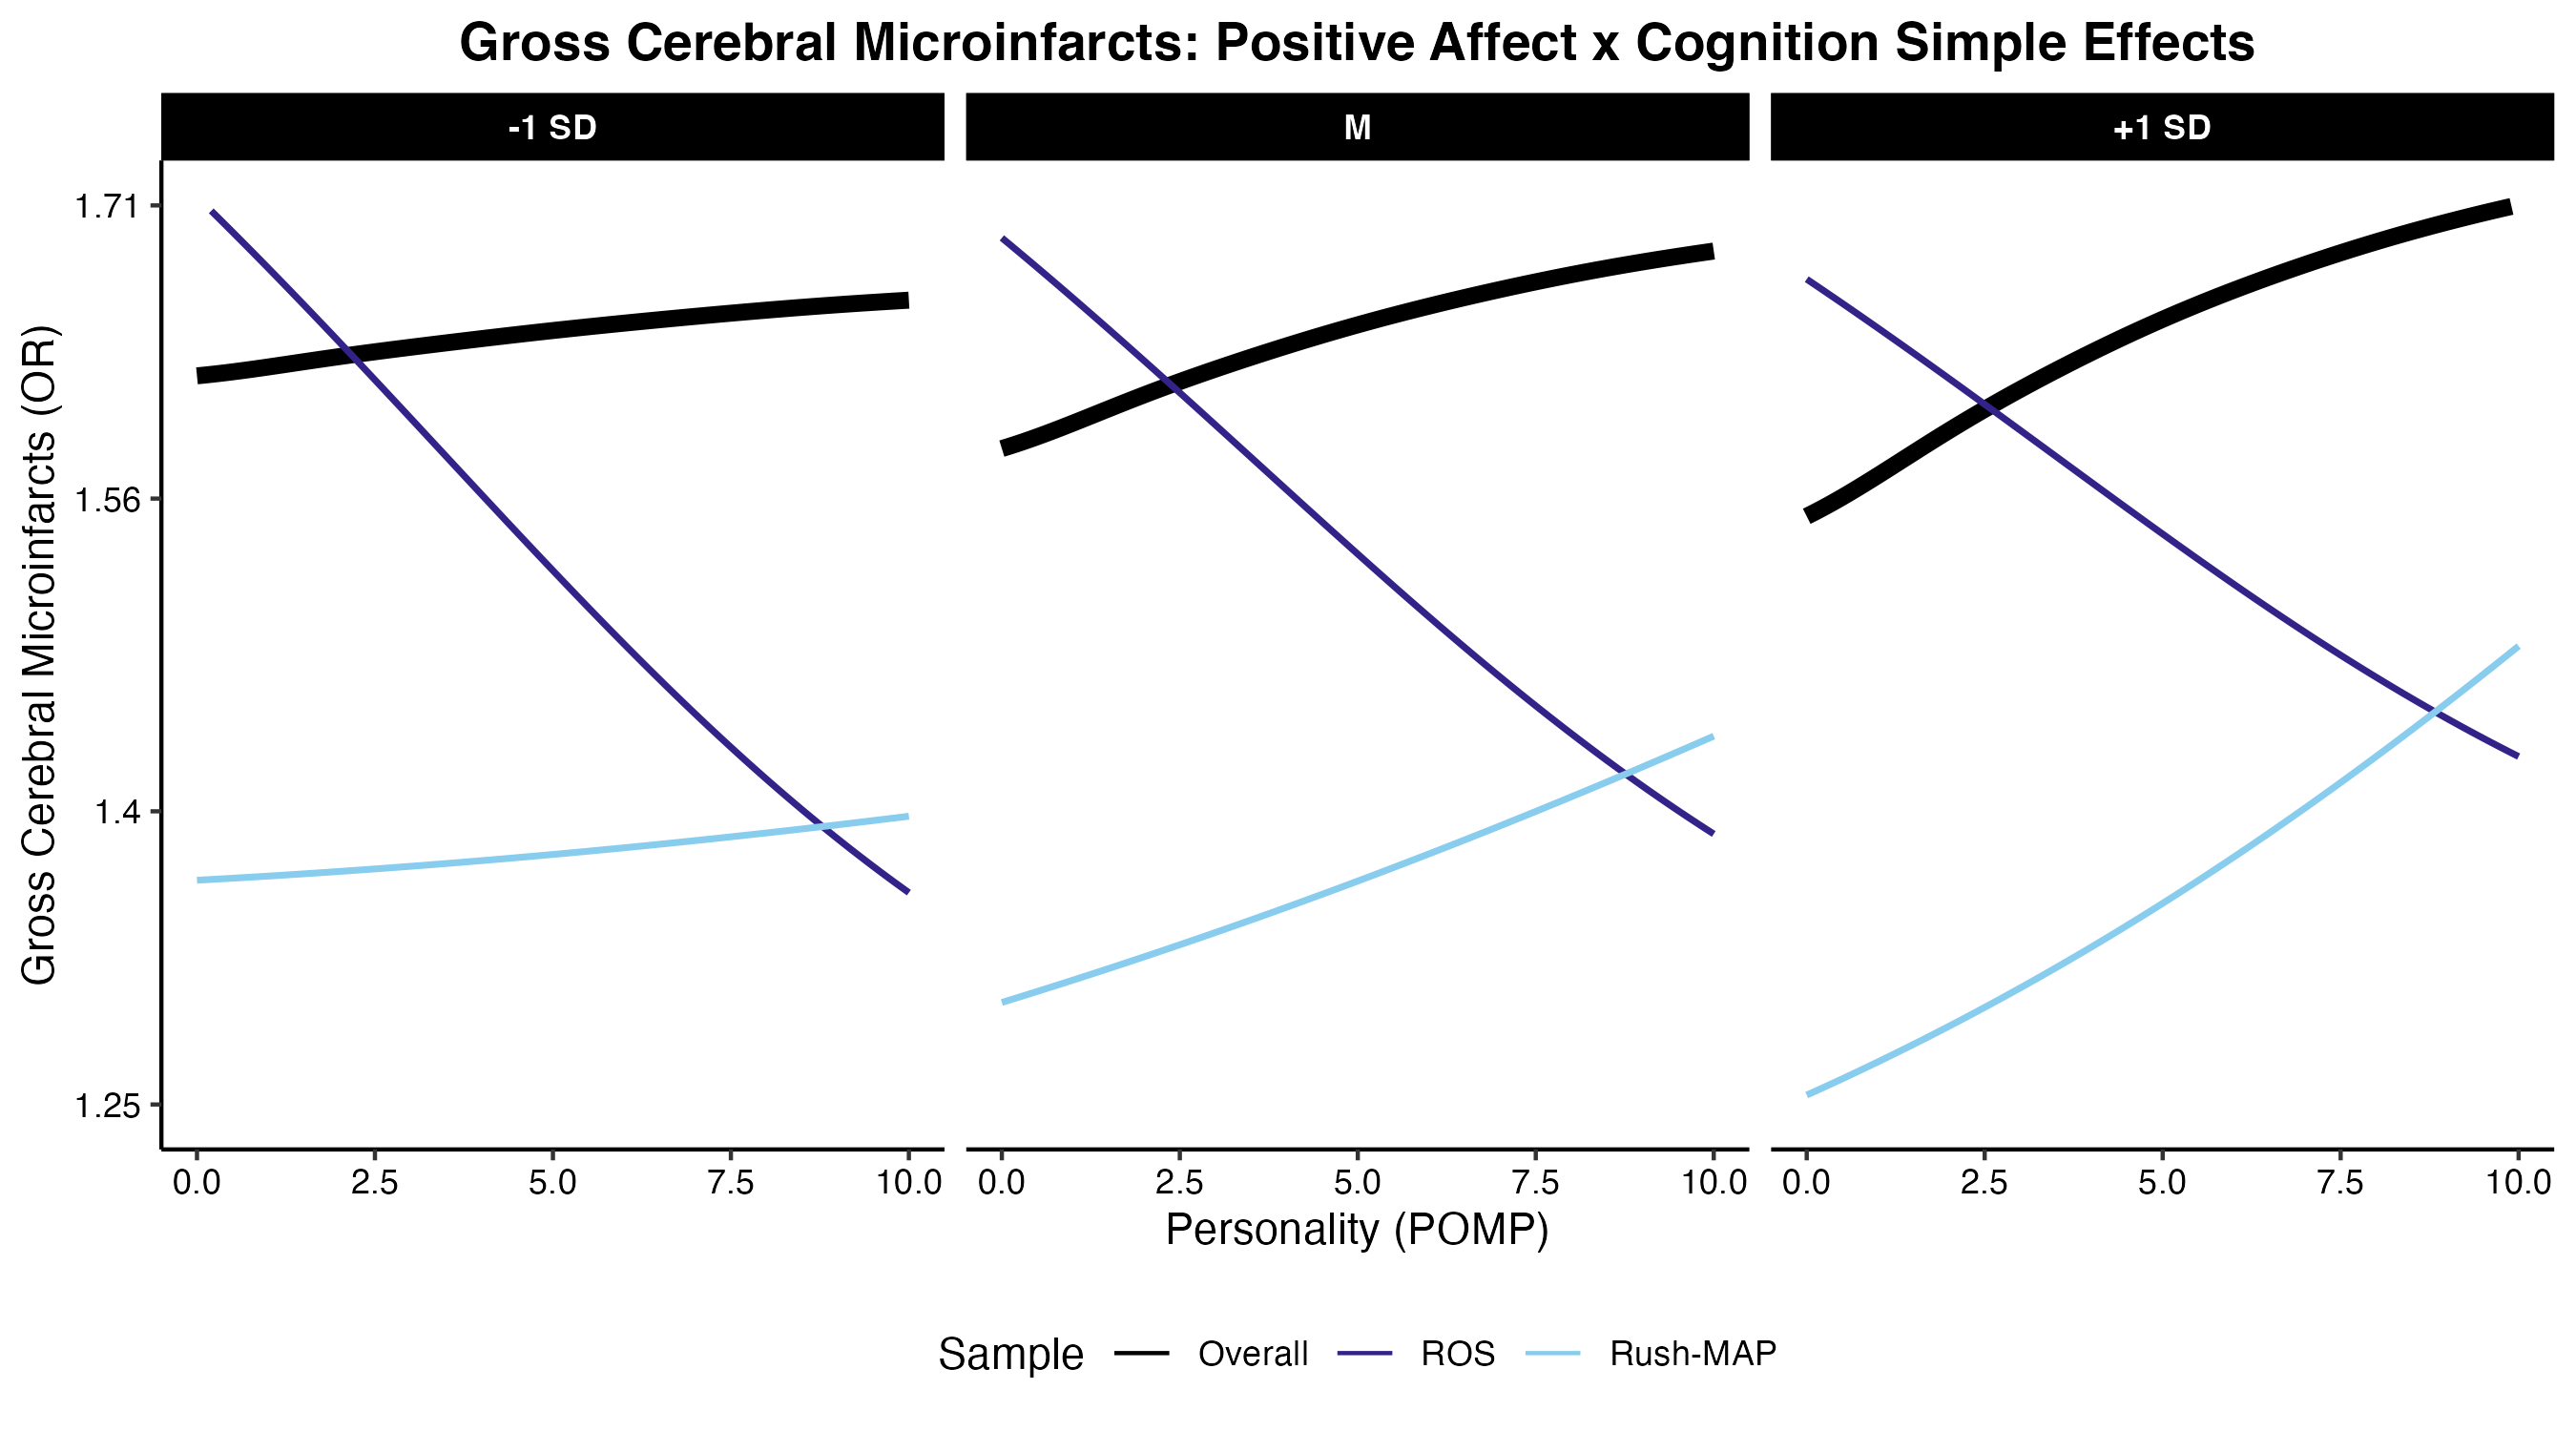 Gross Cerebral Microinfarcts: Positive Affect x Cognition Simple Effects
-1 SD M +1 SD
Gross Cerebral Microinfarcts (OR)
1.71
1.56
1.4
1.25
0.0 2.5 5.0 7.5 10.0 0.0 2.5 5.0 7.5 10.0 0.0 2.5 5.0 7.5 10.0
Personality (POMP)
Sample Overall ROS Rush-MAP